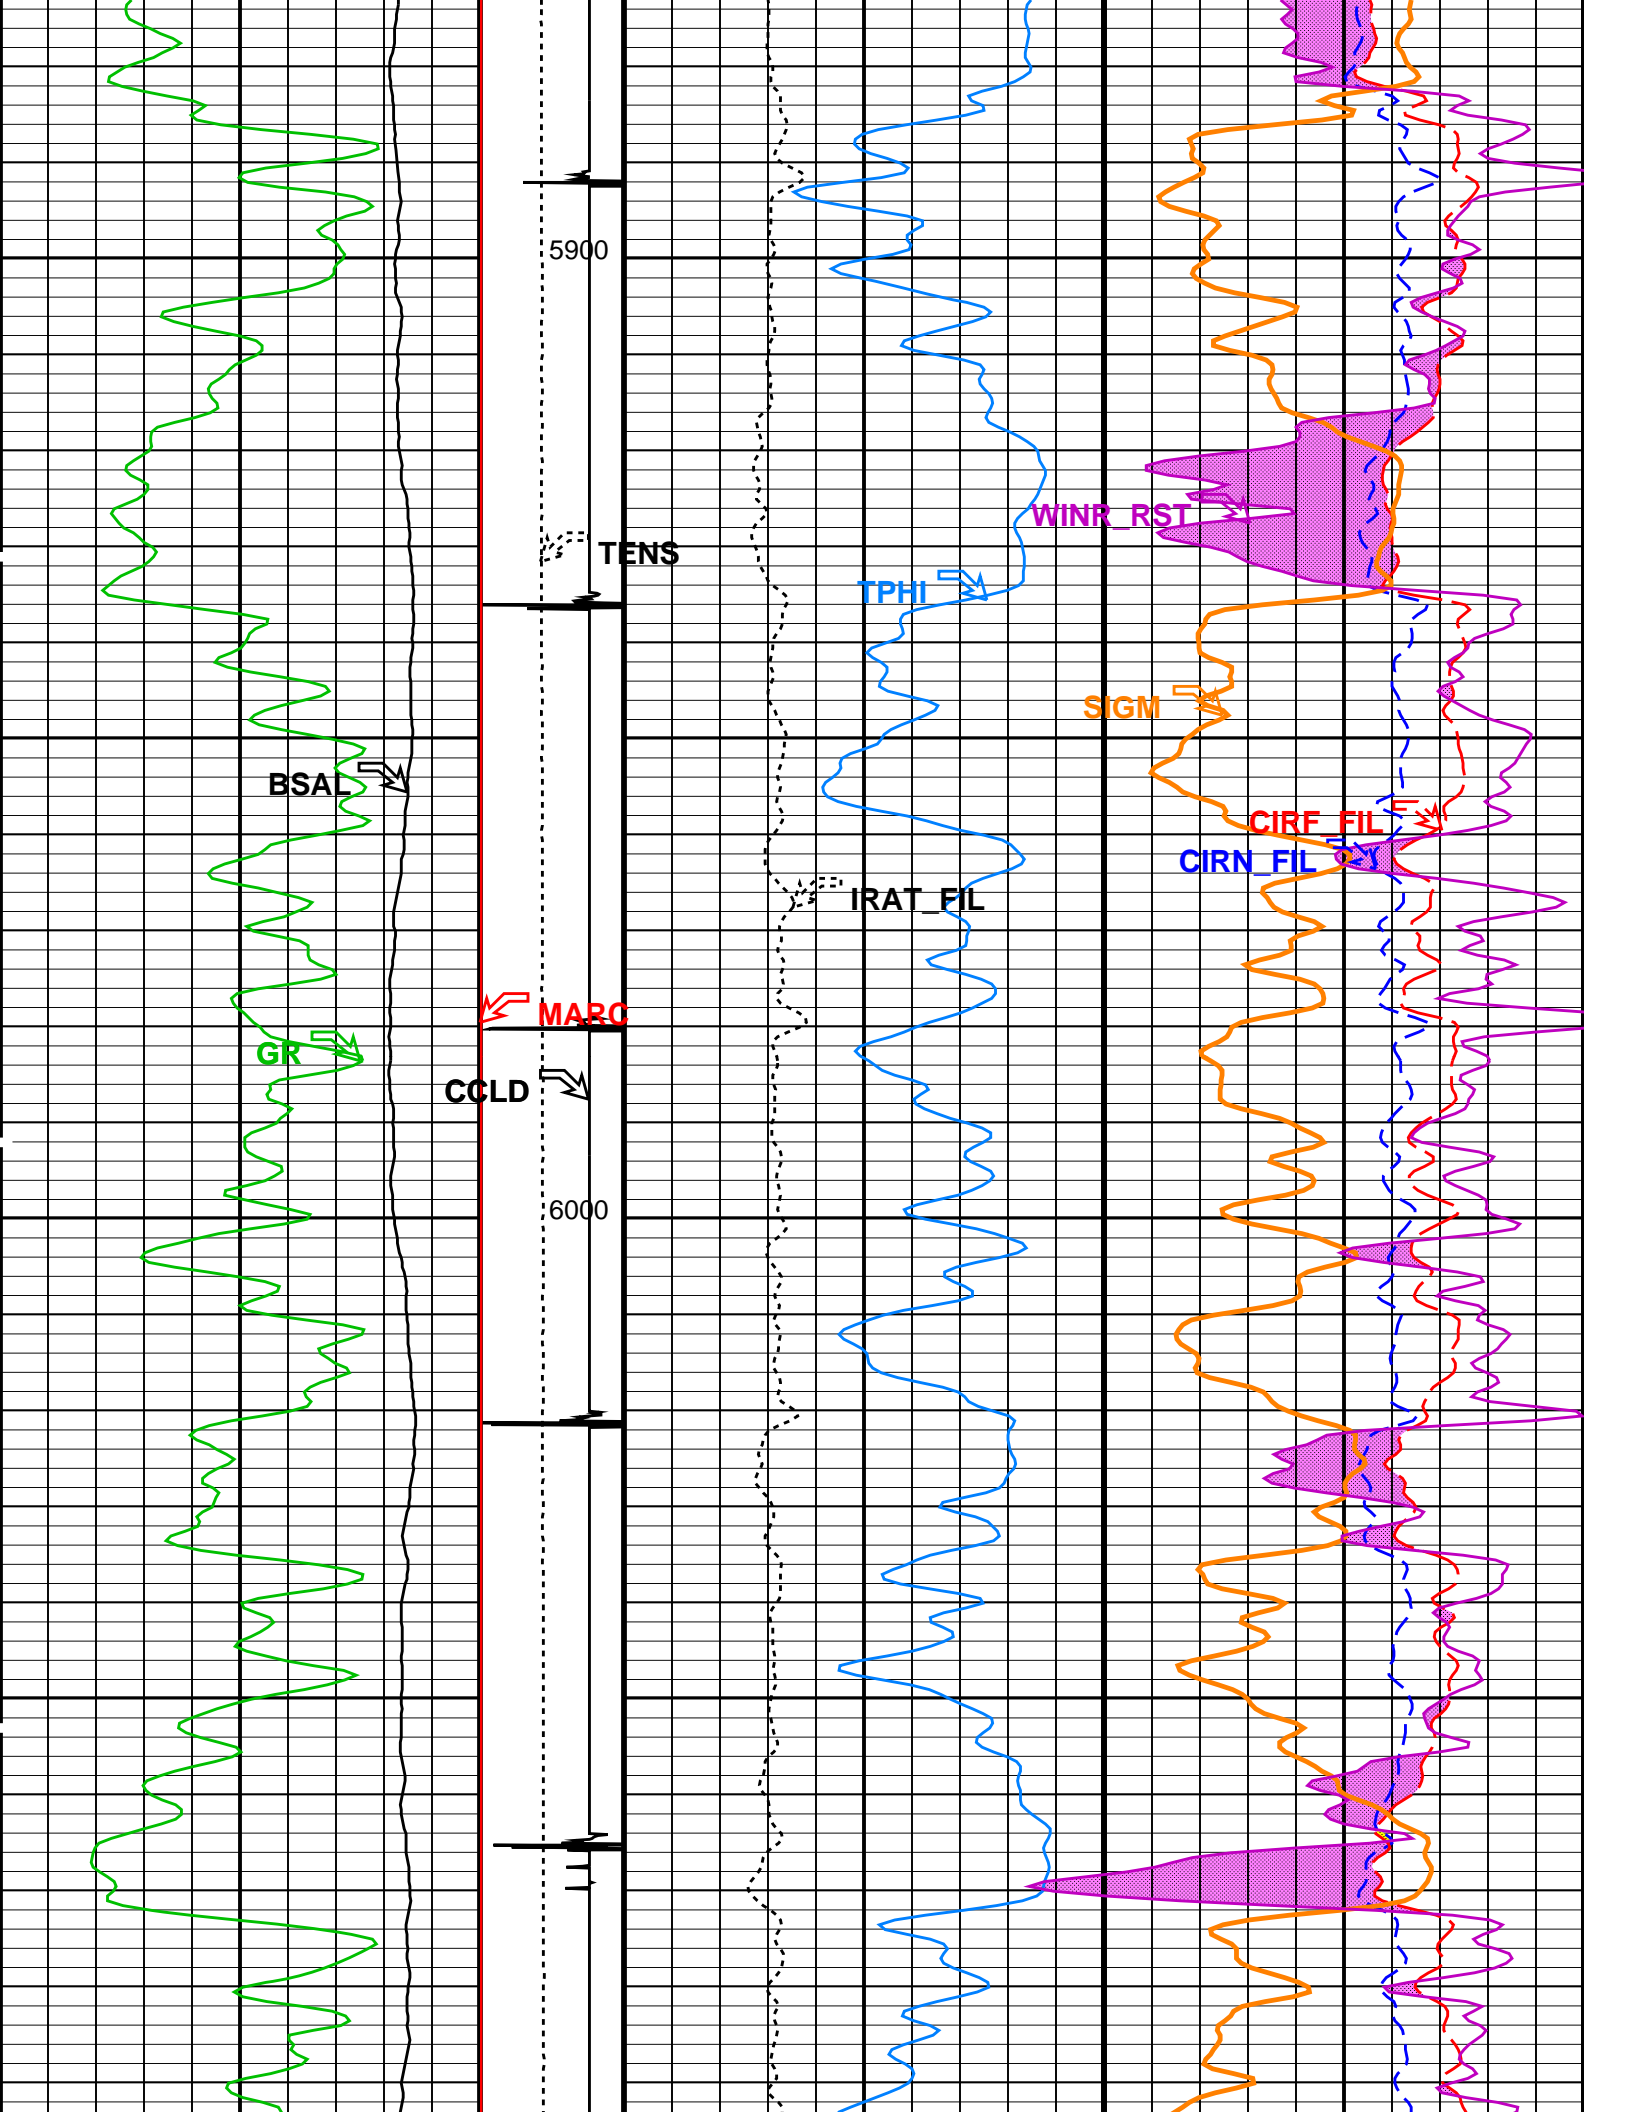 5900
WINR_RST
TENS
TPHI
SIGM
BSAL
CIRF_FIL
CIRN_FIL
IRAT_FIL
MARC
GR
CCLD
6000